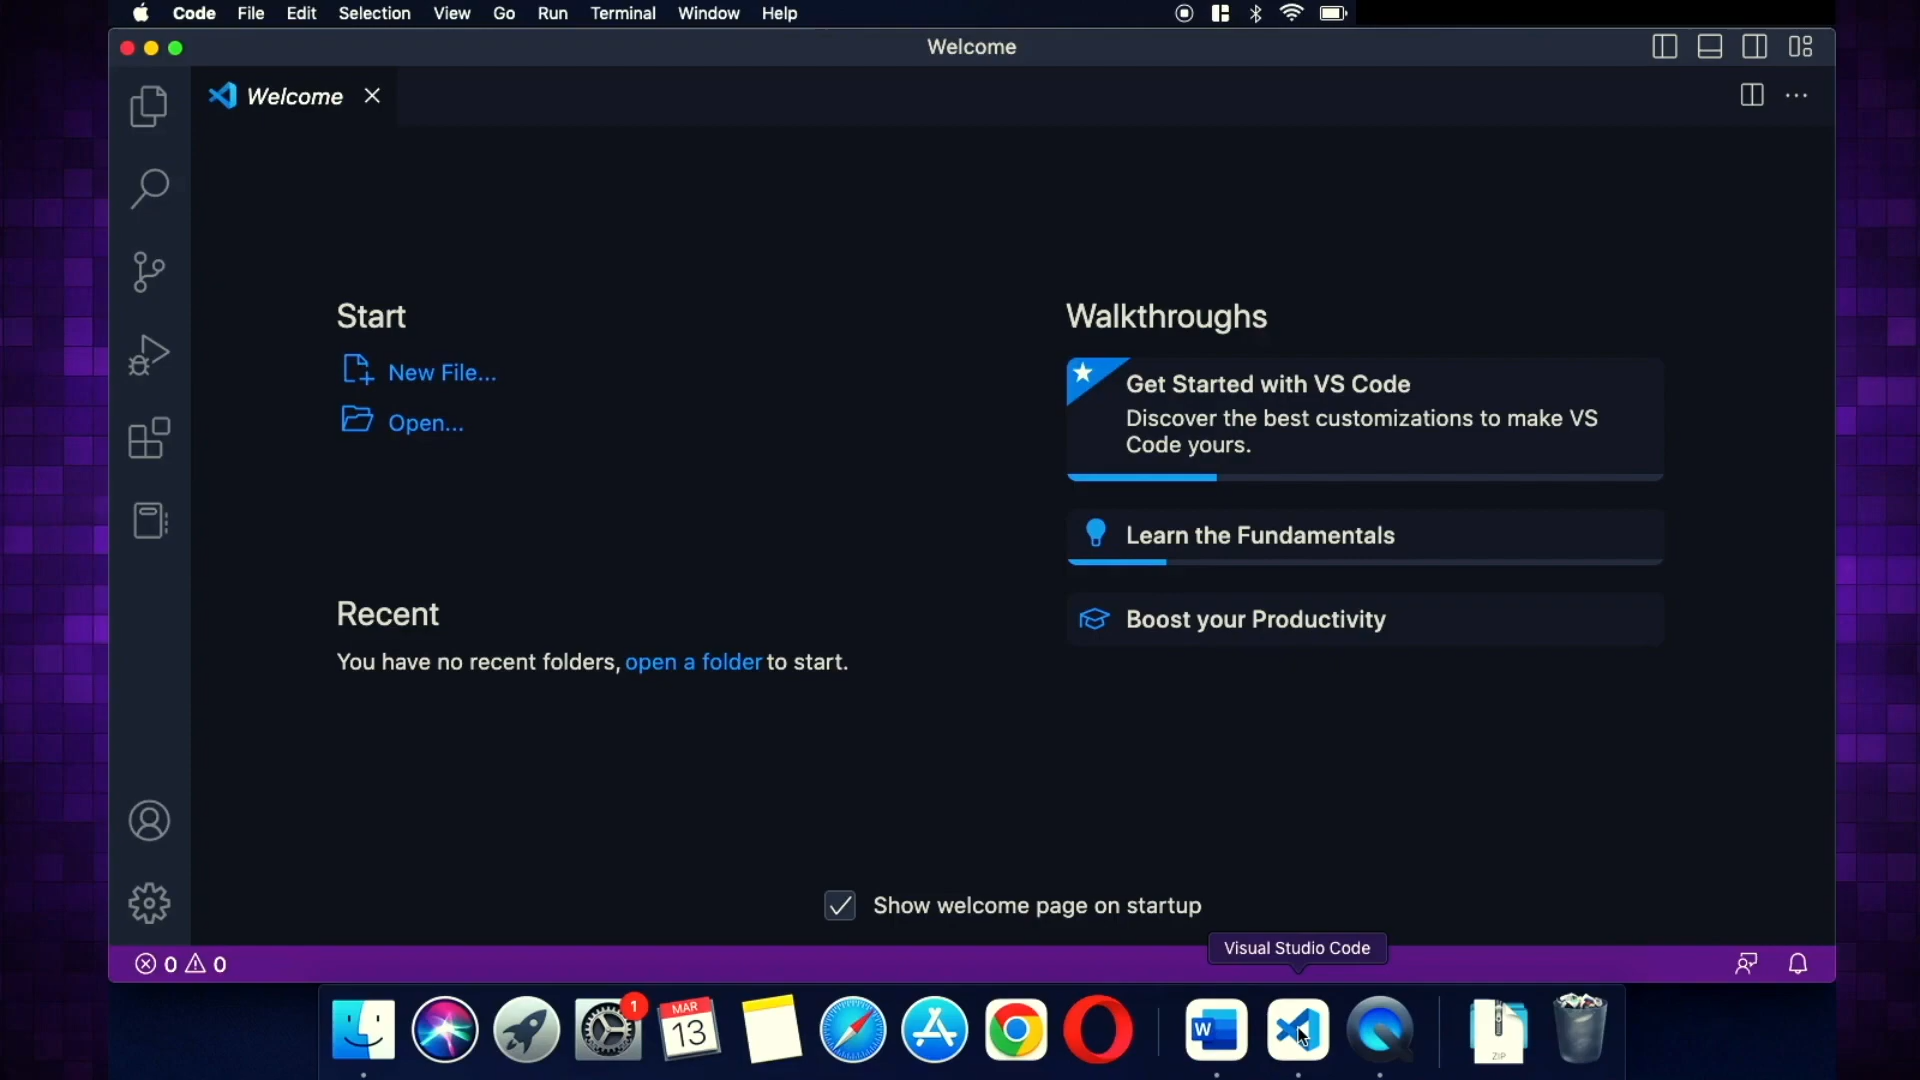 Code File Edit Selection View Go Run Terminal Window Help
Welcome
Welcome
Start
New File...
Open...
Recent
You have no recent folders, open a folder to start.
Walkthroughs
Get Started with VS Code
Discover the best customizations to make VS
Code yours.
Learn the Fundamentals
Boost your Productivity
Show welcome page on startup
Visual Studio Code
0 0
1
MAR
13
W
ZIP